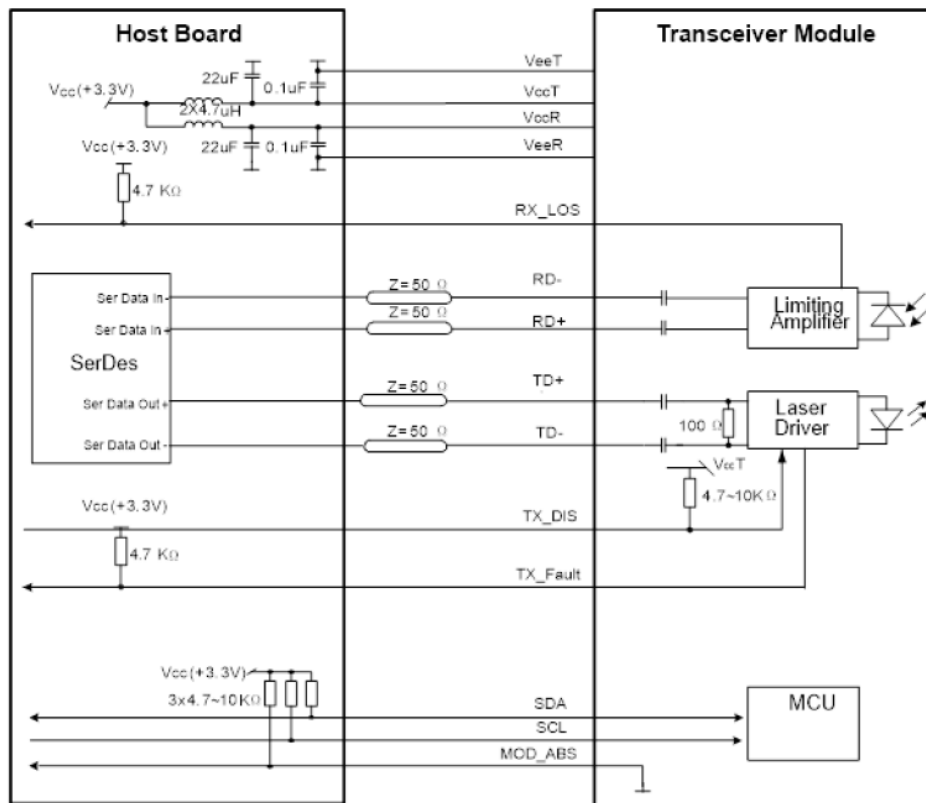 Host Board
Transceiver Module
VeeT
22uF
0.1uF
Vcc(+3.3V)
VccT
2X4.7uH
VccR
Vcc(+3.3V)
22uF
0.1uF
VeeR
4.7 KΩ
RX_LOS
Z=50 Ω
RD-
Ser Data In -
Z=50 Ω
Limiting
Amplifier
Ser Data In +
RD+
SerDes
Z=50 Ω
TD+
Ser Data Out +
100 Ω
Laser
Driver
Z=50 Ω
Ser Data Out -
TD-
VccT
4.7~10KΩ
Vcc(+3.3V)
TX_DIS
4.7 KΩ
TX_Fault
Vcc(+3.3V)
3x4.7~10KΩ
SDA
MCU
SCL
MOD_ABS